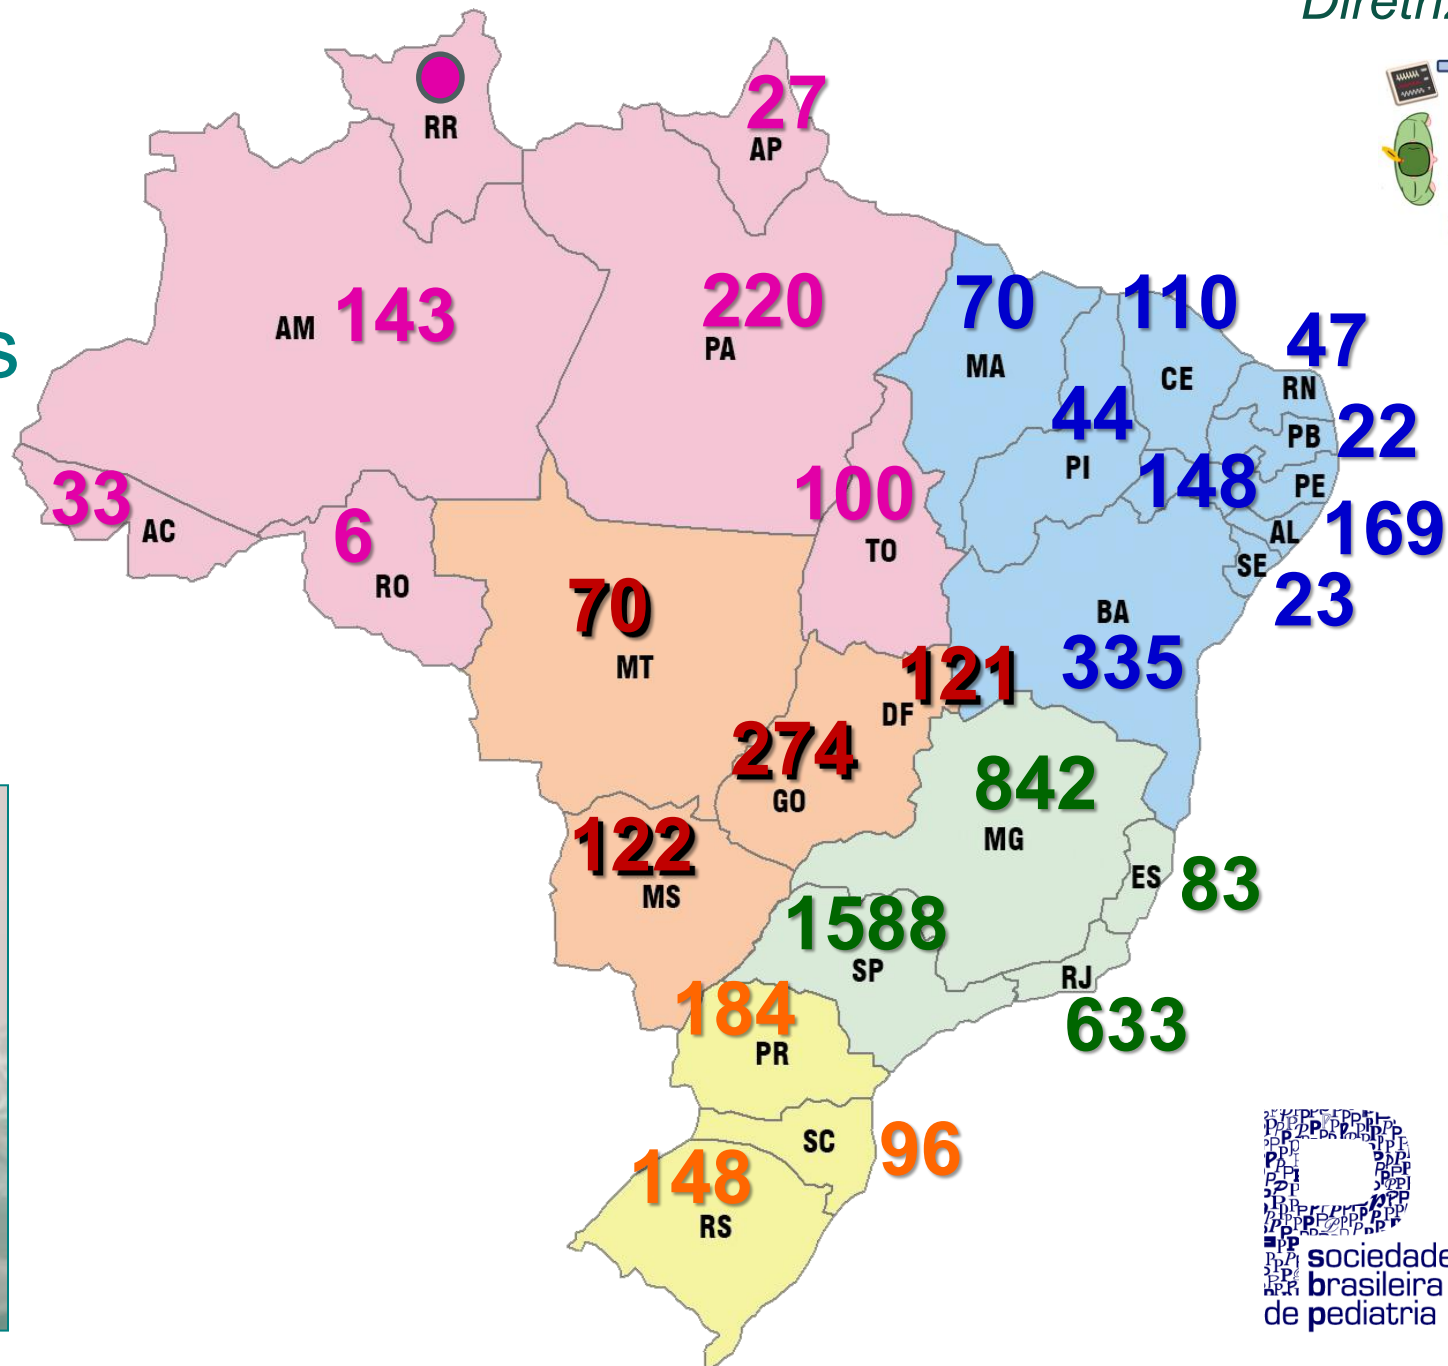 Diretriz
s
RR
27
AP
AM 143
220
PA
70
MA
110
CE
47
RN
44
PI
PB 22
148
PE
33
AC
6
RO
100
TO
AL 169
SE
23
BA
335
70
MT
121
DF
274
GO
842
MG
122
MS
ES 83
1588
SP
RJ
633
184
PR
SC 96
148
RS
sociedade
brasileira
de pediatria